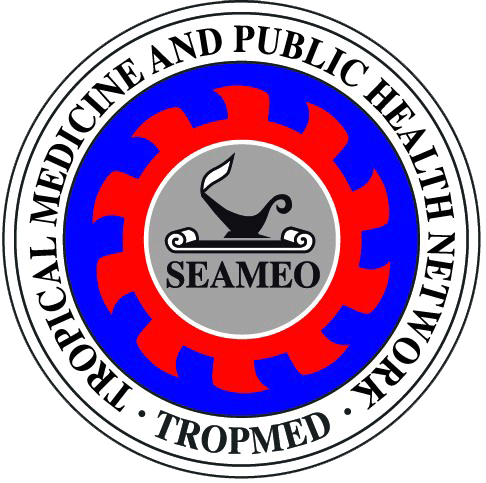 TROPICAL MEDICINE AND PUBLIC HEALTH NETWORK
SEAMEO
· TROPMED ·